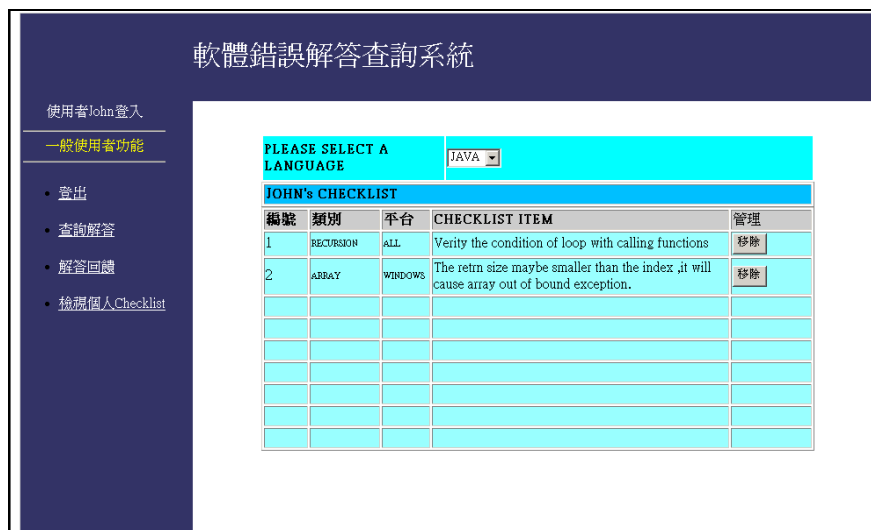 軟體錯誤解答查詢系統
使用者John登入
一般使用者功能
登出
查詢解答
解答回饋
檢視個人Checklist
PLEASE SELECT A
LANGUAGE
JAVA
JOHN's CHECKLIST
編號 類別 平台 CHECKLIST ITEM 管理
1 RECURSION ALL Verity the condition of loop with calling functions 移除
2 ARRAY WINDOWS The retrn size maybe smaller than the index ,it will
cause array out of bound exception. 移除